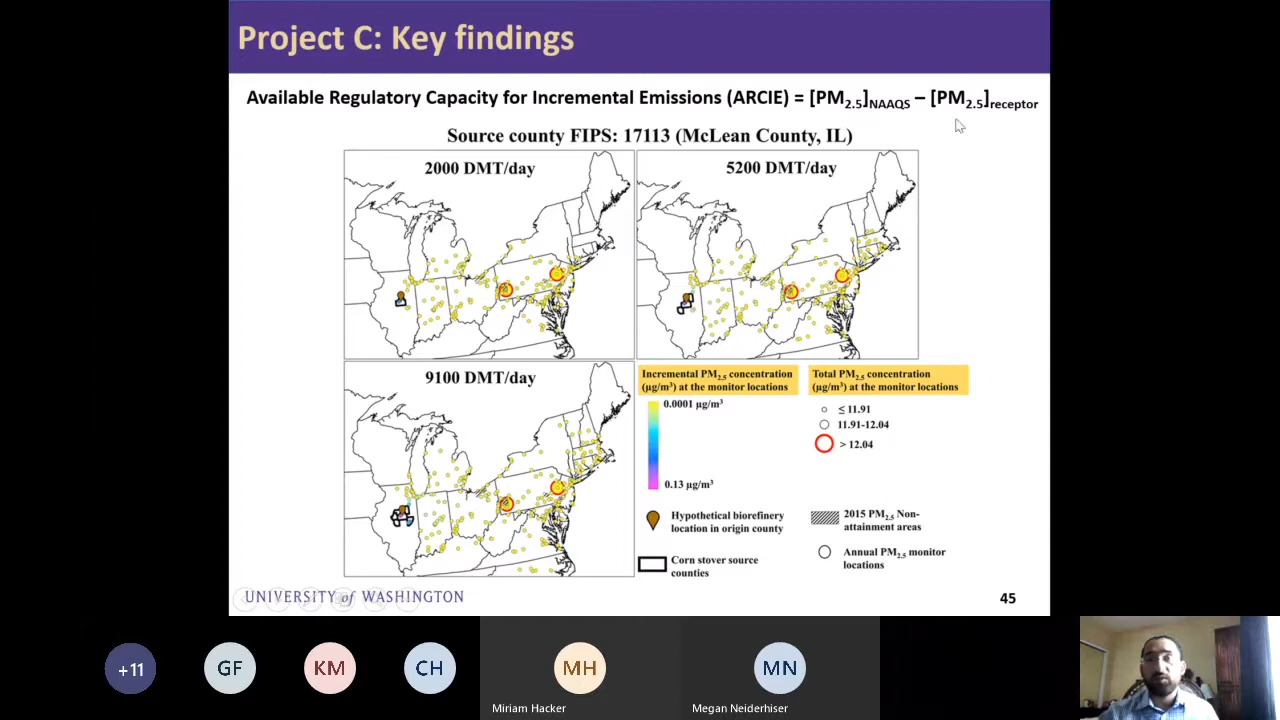 Project C: Key findings
Available Regulatory Capacity for Incremental Emissions (ARCIE) = [PM2.5]NAAQS – [PM2.5]receptor
Source county FIPS: 17113 (McLean County, IL)
2000 DMT/day
5200 DMT/day
9100 DMT/day
Incremental PM2.5 concentration
(µg/m³) at the monitor locations
0.0001 µg/m³
0.13 µg/m³
Total PM2.5 concentration
(µg/m³) at the monitor locations
≤ 11.91
11.91-12.04
> 12.04
Hypothetical biorefinery
location in origin county
2015 PM2.5 Non-
attainment areas
Corn stover source
counties
Annual PM2.5 monitor
locations
UNIVERSITY of WASHINGTON
45
+11
GF
KM
CH
MH
MN
Miriam Hacker
Megan Neiderhiser